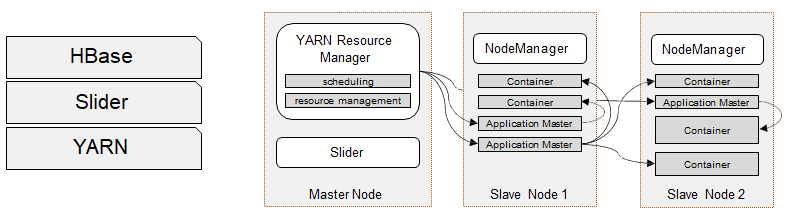 HBase
Slider
YARN
YARN Resource
Manager
scheduling
resource management
Slider
Master Node
NodeManager
Container
Container
Application Master
Application Master
Slave Node 1
NodeManager
Container
Application Master
Container
Container
Slave Node 2